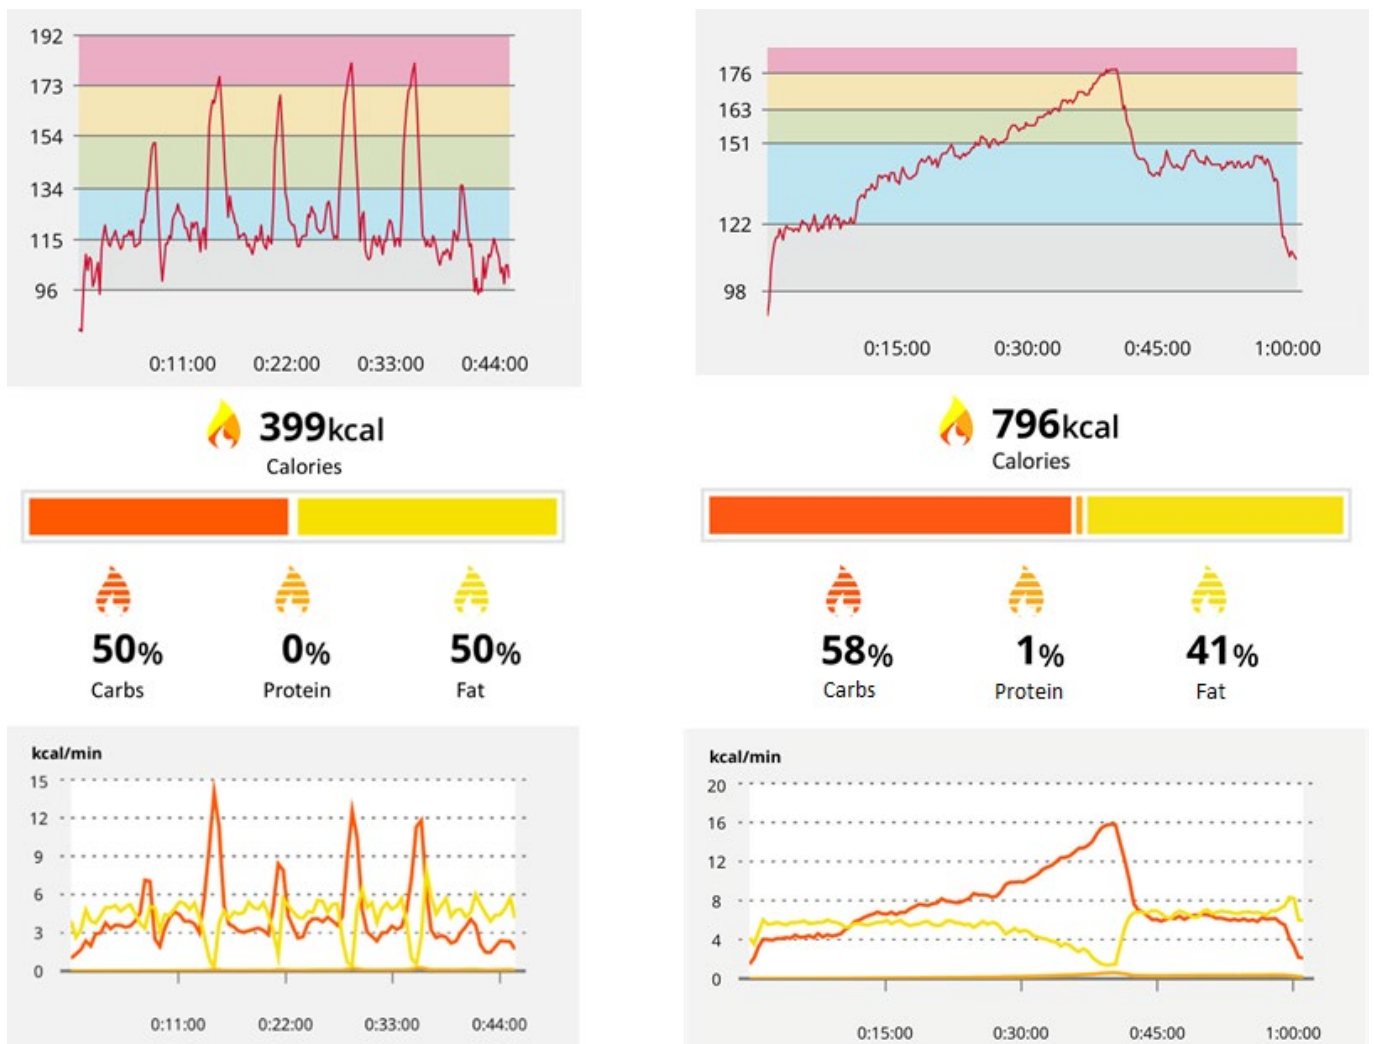 192
173
154
134
115
96
0:11:00 0:22:00 0:33:00 0:44:00
399kcal
Calories
50% 0% 50%
Carbs Protein Fat
kcal/min
15
12
9
6
3
0
0:11:00 0:22:00 0:33:00 0:44:00
176
163
151
122
98
0:15:00 0:30:00 0:45:00 1:00:00
796kcal
Calories
58% 1% 41%
Carbs Protein Fat
kcal/min
20
16
12
8
4
0
0:15:00 0:30:00 0:45:00 1:00:00